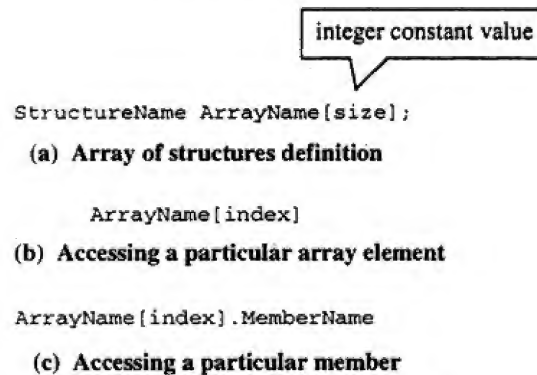 integer constant value
StructureName ArrayName[size];
(a) Array of structures definition
ArrayName[index]
(b) Accessing a particular array element
ArrayName[index].MemberName
(c) Accessing a particular member